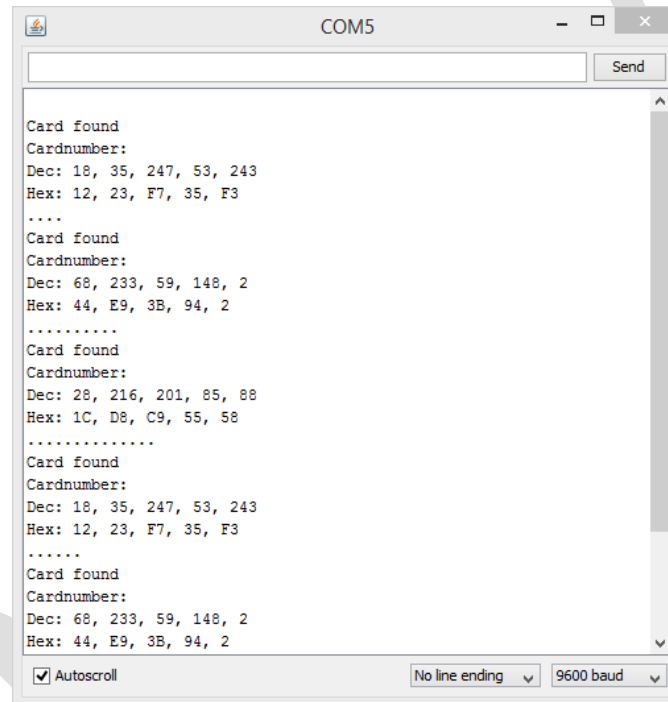 COM5
Send
Card found
Cardnumber:
Dec: 18, 35, 247, 53, 243
Hex: 12, 23, F7, 35, F3
....
Card found
Cardnumber:
Dec: 68, 233, 59, 148, 2
Hex: 44, E9, 3B, 94, 2
..........
Card found
Cardnumber:
Dec: 28, 216, 201, 85, 88
Hex: 1C, D8, C9, 55, 58
..............
Card found
Cardnumber:
Dec: 18, 35, 247, 53, 243
Hex: 12, 23, F7, 35, F3
......
Card found
Cardnumber:
Dec: 68, 233, 59, 148, 2
Hex: 44, E9, 3B, 94, 2
Autoscroll No line ending 9600 baud